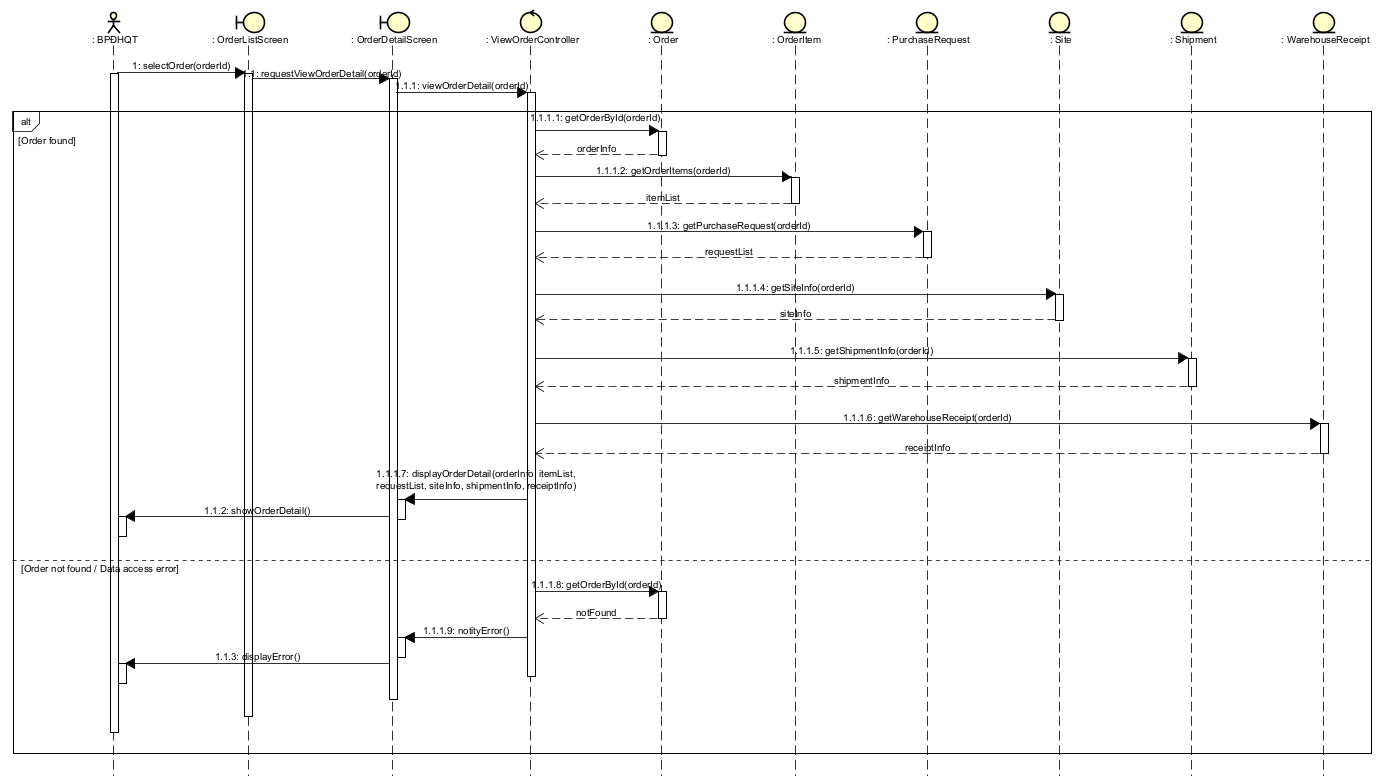 : BPĐHQT
: OrderListScreen
: OrderDetailScreen
: ViewOrderController
: Order
: OrderItem
: PurchaseRequest
: Site
: Shipment
: WarehouseReceipt
1: selectOrder(orderId)
1.1: requestViewOrderDetail(orderId)
1.1.1: viewOrderDetail(orderId)
alt
[Order found]
1.1.1.1: getOrderById(orderId)
orderInfo
1.1.1.2: getOrderItems(orderId)
itemList
1.1.1.3: getPurchaseRequest(orderId)
requestList
1.1.1.4: getSiteInfo(orderId)
siteInfo
1.1.1.5: getShipmentInfo(orderId)
shipmentInfo
1.1.1.6: getWarehouseReceipt(orderId)
receiptInfo
1.1.1.7: displayOrderDetail(orderInfo, itemList,
requestList, siteInfo, shipmentInfo, receiptInfo)
1.1.2: showOrderDetail()
[Order not found / Data access error]
1.1.1.8: getOrderById(orderId)
notFound
1.1.1.9: notityError()
1.1.3: displayError()